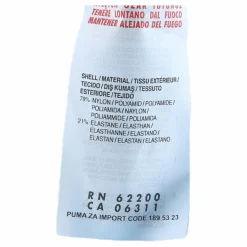 TENERE LONTANO DAL FUOCO
MANTENER ALEJADO DEL FUEGO
SHELL / MATERIAL / TISSU EXTÉRIEUR /
TECIDO / DIŞ KUMAŞ / TESSUTO
ESTERIORE / TEJIDO
79% NYLON / POLYAMID / POLYAMIDE /
POLIAMIDA / NAYLON /
POLIAMMIDE / POLIAMIDA
21% ELASTANE / ELASTHAN /
ELASTHANNE / ELASTANO /
ELASTAN / ELASTAN / ELASTANO
RN 62200
CA 06311
PUMA.ZA IMPORT CODE 189 53 23